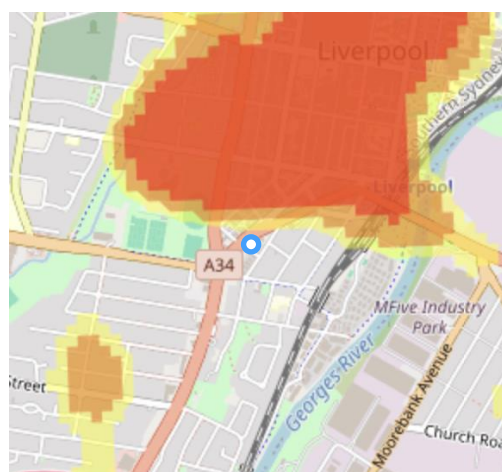 Liverpool
Southern Sydney
Liverpool
A34
MFive Industry
Park
Georges River
Moorebank Avenue
Street
Church Roa